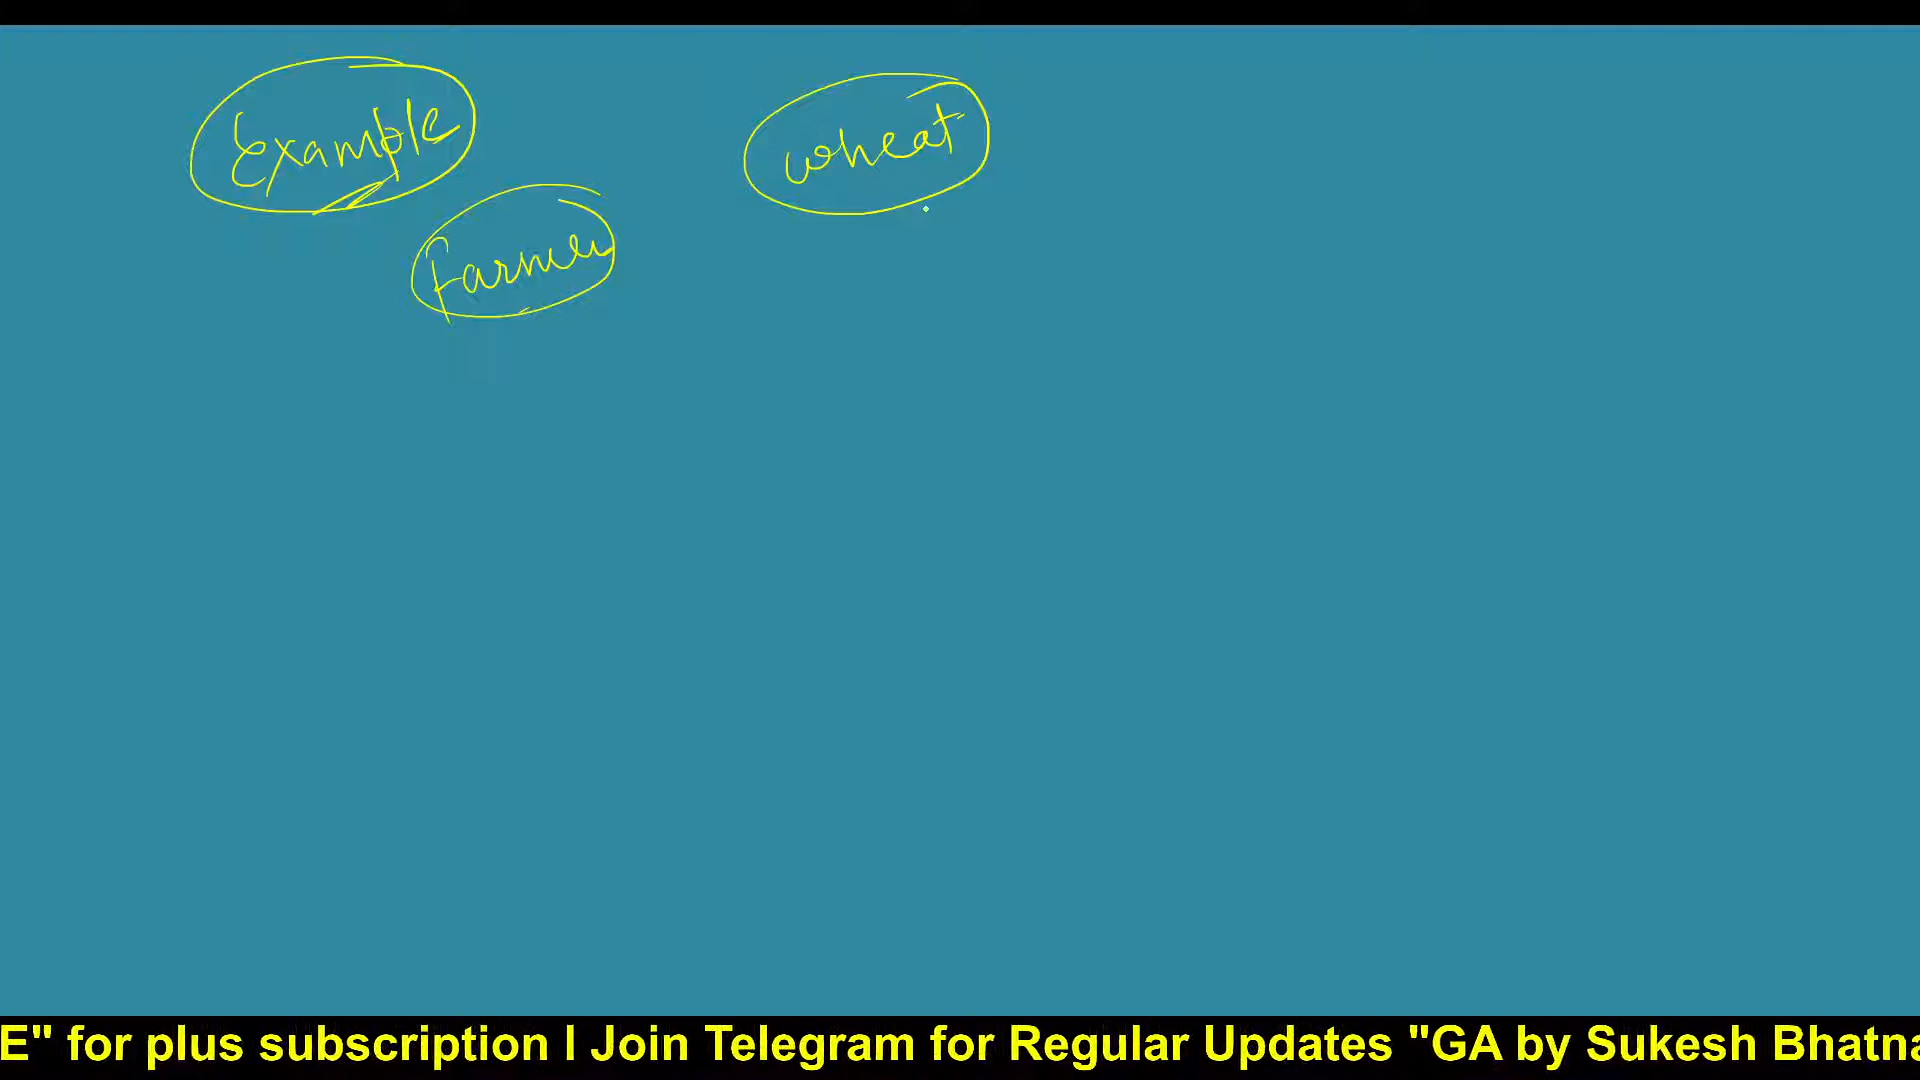 Example
wheat
farmer
E" for plus subscription I Join Telegram for Regular Updates "GA by Sukesh Bhatna